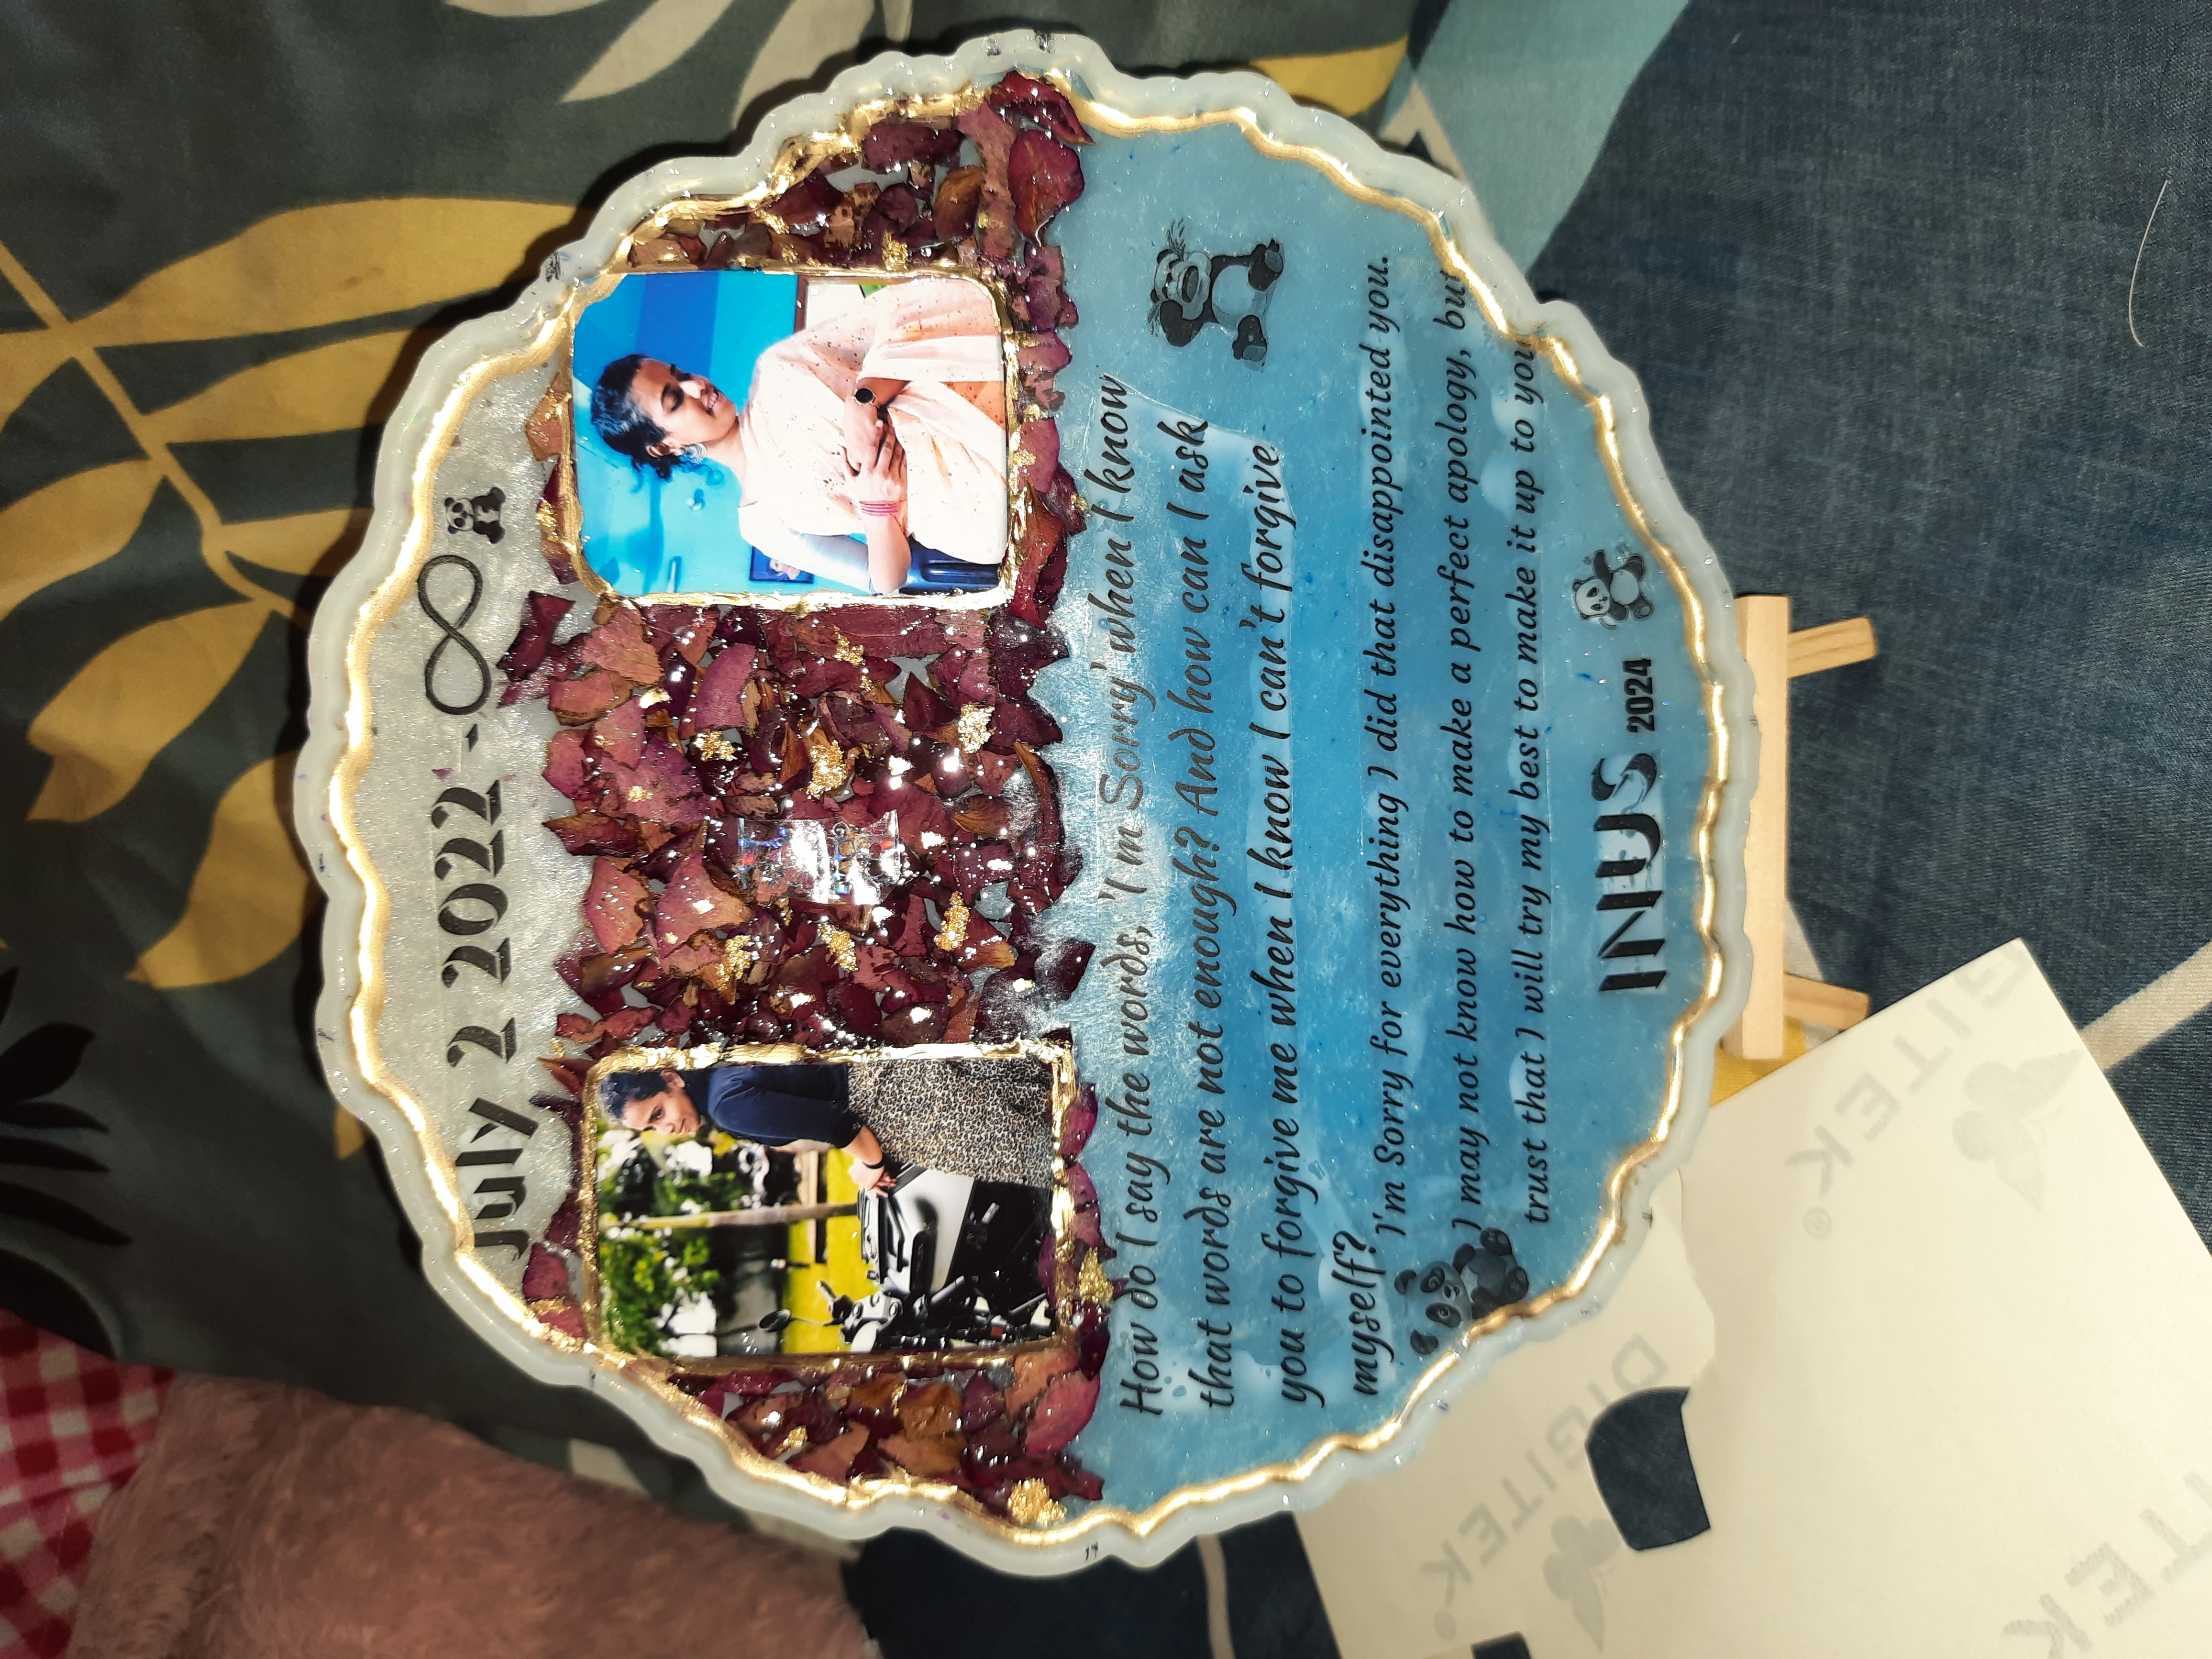 July 2 2022 - ∞
How do I say the words, 'I'm Sorry' when I know
that words are not enough? And how can I ask
you to forgive me when I know I can't forgive
myself?
I'm Sorry for everything I did that disappointed you.
I may not know how to make a perfect apology, but
trust that I will try my best to make it up to you
INUS 2024
DIGITEK®